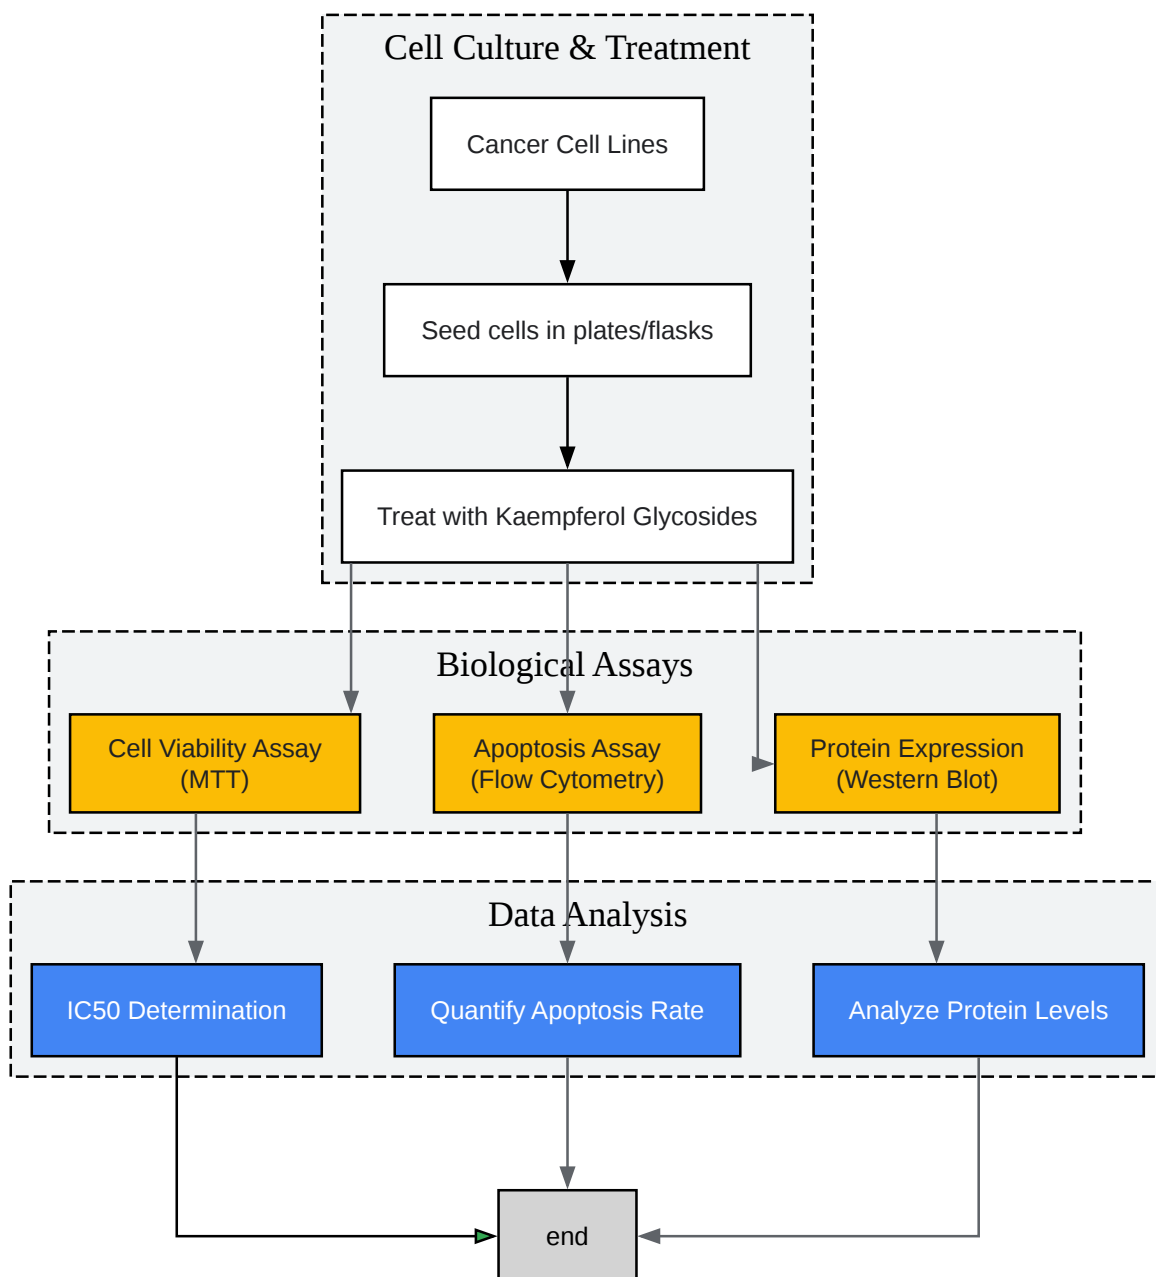 Cell Culture & Treatment
Cancer Cell Lines
Seed cells in plates/flasks
Treat with Kaempferol Glycosides
Biological Assays
Cell Viability Assay
(MTT)
Apoptosis Assay
(Flow Cytometry)
Protein Expression
(Western Blot)
Data Analysis
IC50 Determination
Quantify Apoptosis Rate
Analyze Protein Levels
end